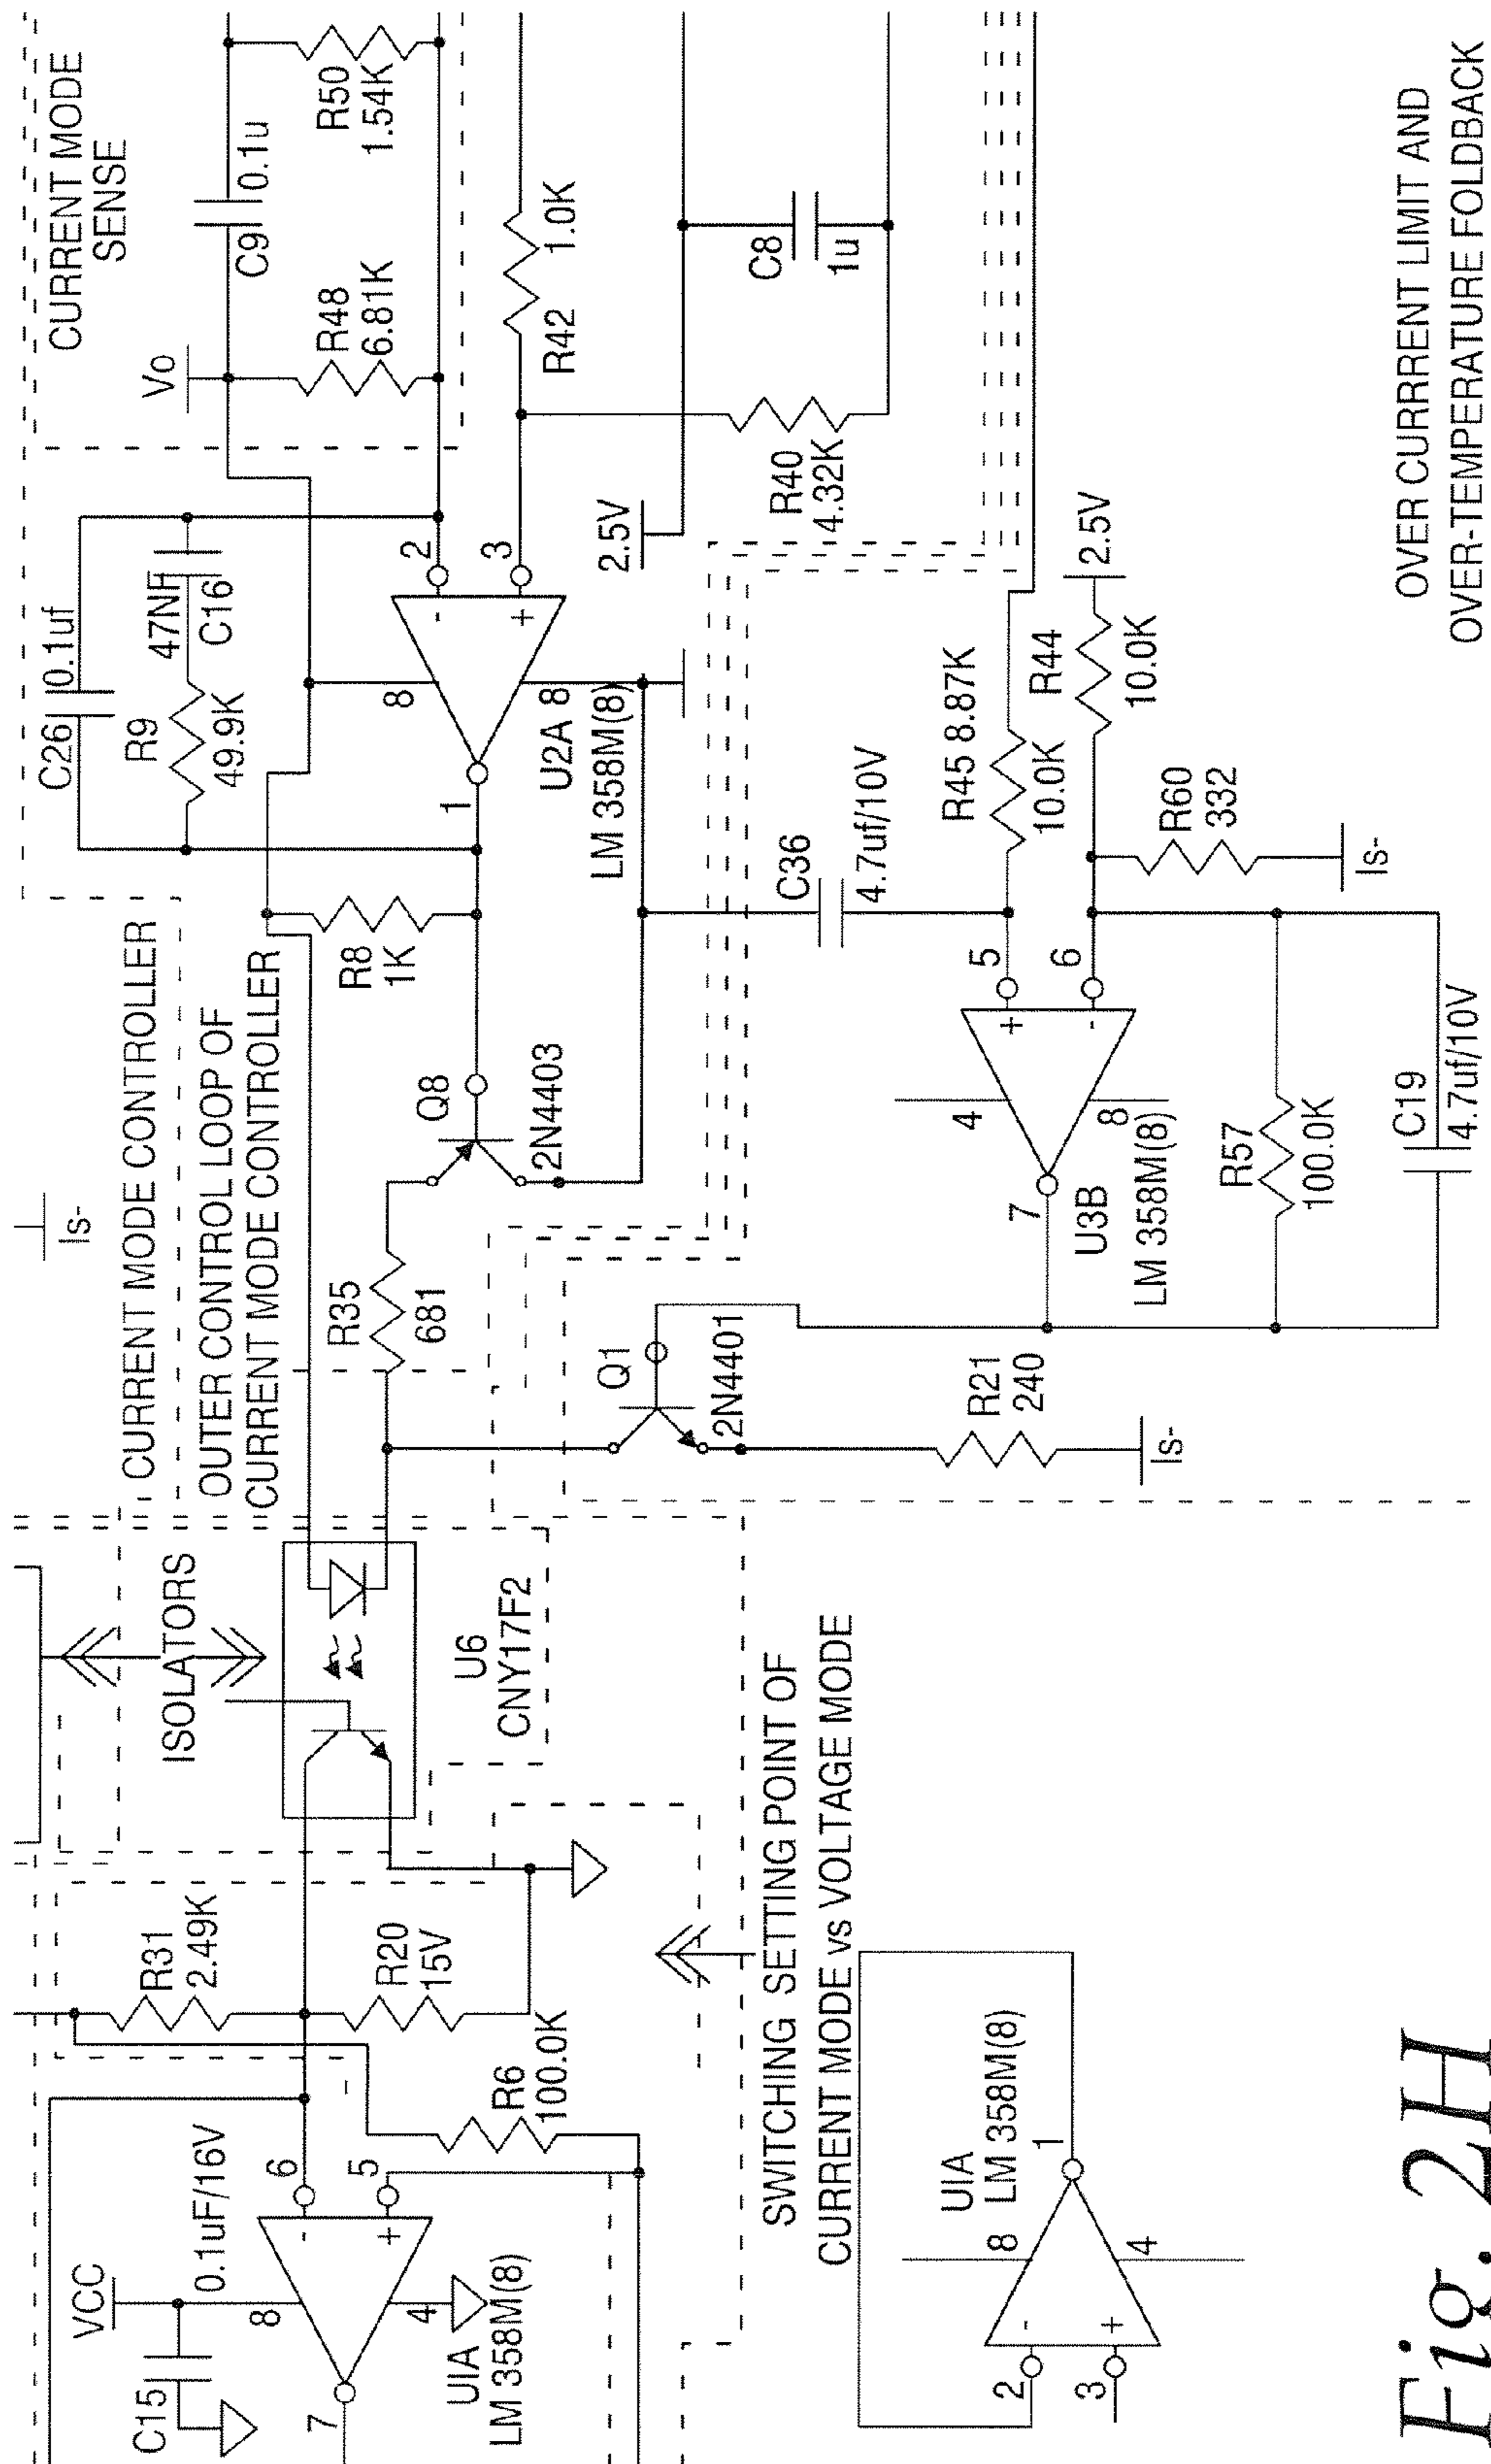 Is-
CURRENT MODE CONTROLLER
OUTER CONTROL LOOP OF
CURRENT MODE CONTROLLER
CURRENT MODE
SENSE
Vo
C9
0.1u
R50
1.54K
R48
6.81K
C26
0.1uf
R9
49.9K
47NF
C16
R8
1K
8
2
-
3
+
1
U2A 8
LM 358M(8)
R42
1.0K
R40
4.32K
2.5V
C8
1u
Q8
2N4403
R35
681
C36
4.7uf/10V
R45 8.87K
10.0K
R44
10.0K
2.5V
R60
332
Is-
5
+
6
-
4
8
7
U3B
LM 358M(8)
R57
100.0K
C19
4.7uf/10V
Q1
2N4401
R21
240
Is-
OVER CURRRENT LIMIT AND
OVER-TEMPERATURE FOLDBACK
ISOLATORS
U6
CNY17F2
R31
2.49K
R20
15V
R6
100.0K
VCC
C15
0.1uF/16V
6
-
5
+
8
4
7
UIA
LM 358M(8)
SWITCHING SETTING POINT OF
CURRENT MODE vs VOLTAGE MODE
UIA
LM 358M(8)
8
1
2
-
3
+
4
Fig. 2H